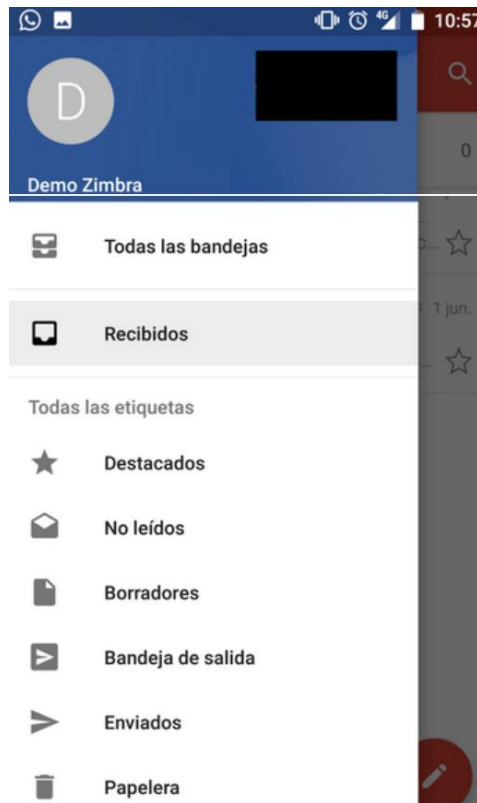 4G 10:57
D
0
Demo Zimbra
Todas las bandejas
1 jun.
Recibidos
Todas las etiquetas
Destacados
No leídos
Borradores
Bandeja de salida
Enviados
Papelera